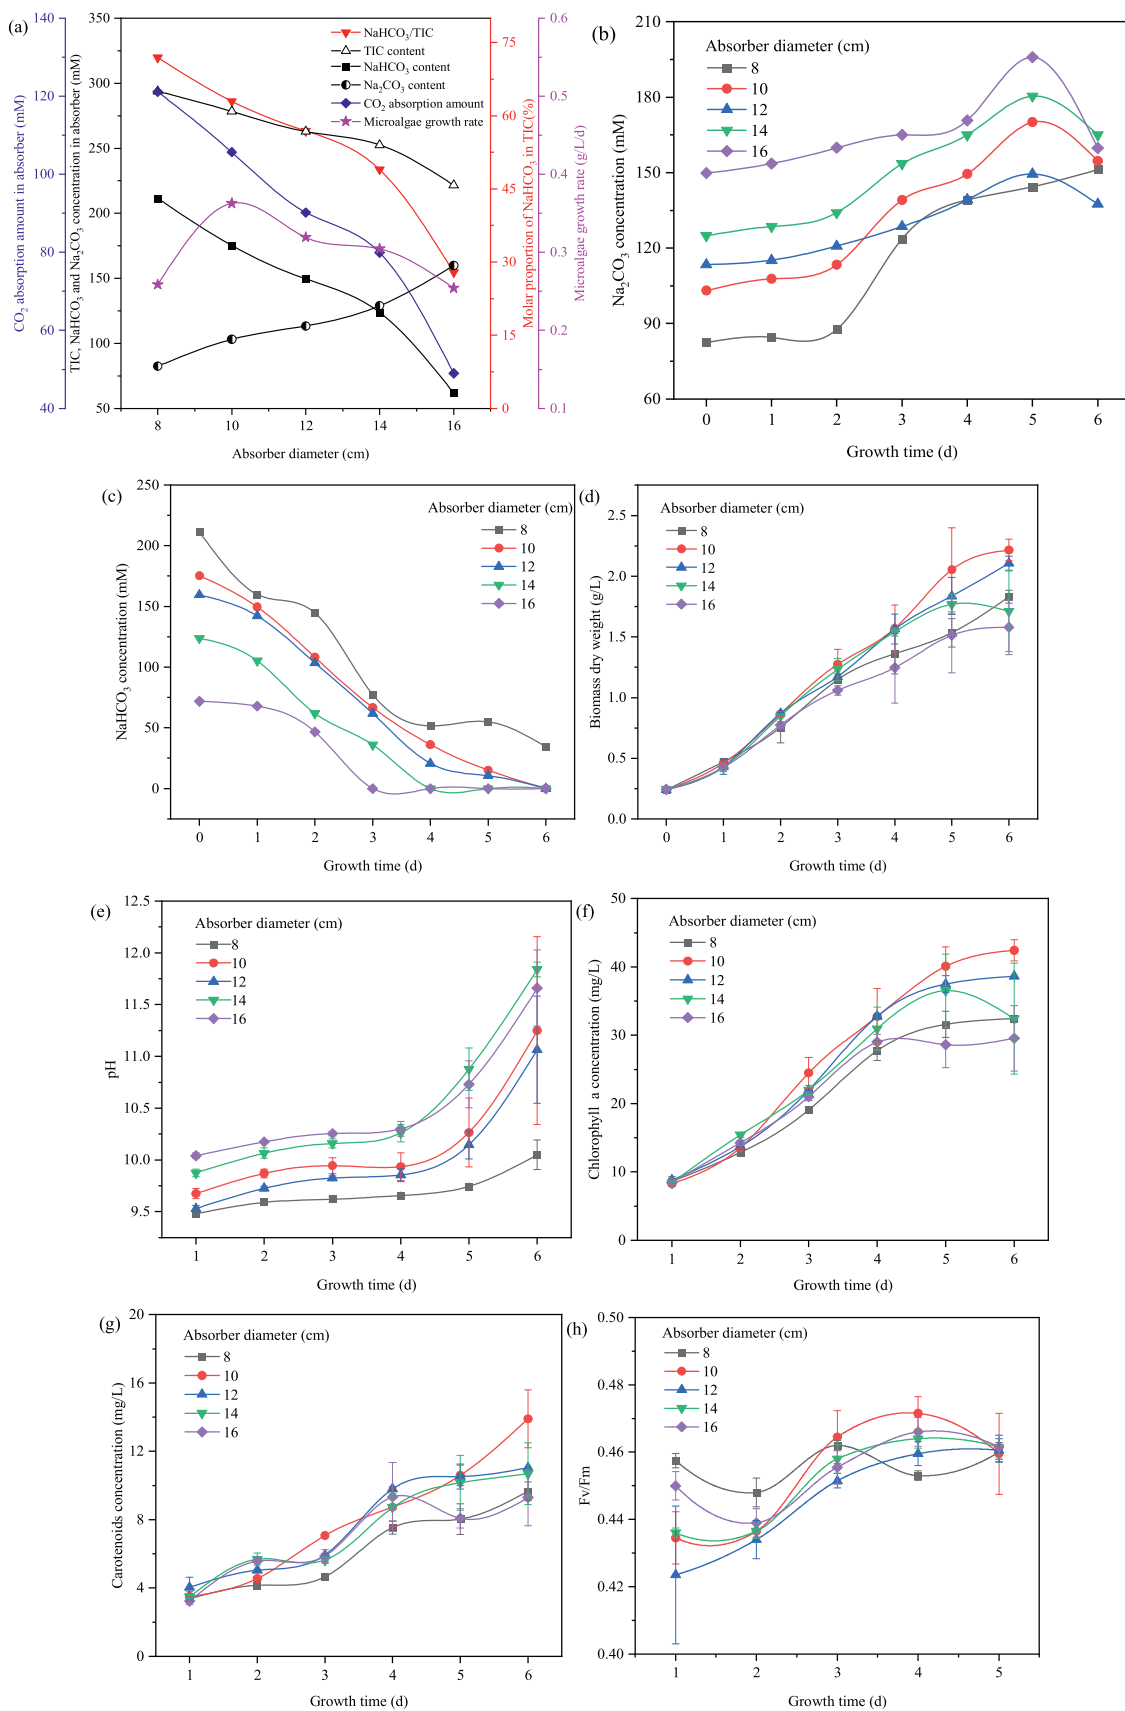 (a)
140
120
100
80
60
40
CO2 absorption amount in absorber (mM)
350
300
250
200
150
100
50
TIC, NaHCO3 and Na2CO3 concentration in absorber (mM)
NaHCO3/TIC
TIC content
NaHCO3 content
Na2CO3 content
CO2 absorption amount
Microalgae growth rate
75
60
45
30
15
0
Molar proportion of NaHCO3 in TIC(%)
0.6
0.5
0.4
0.3
0.2
0.1
Microalgae growth rate (g/L/d)
8 10 12 14 16
Absorber diameter (cm)
(b)
210
180
150
120
90
60
Na2CO3 concentration (mM)
Absorber diameter (cm)
8
10
12
14
16
0 1 2 3 4 5 6
Growth time (d)
(c)
250
200
150
100
50
0
NaHCO3 concentration (mM)
Absorber diameter (cm)
8
10
12
14
16
0 1 2 3 4 5 6
Growth time (d)
(d)
2.5
2.0
1.5
1.0
0.5
0.0
Biomass dry weight (g/L)
Absorber diameter (cm)
8
10
12
14
16
0 1 2 3 4 5 6
Growth time (d)
(e)
12.5
12.0
11.5
11.0
10.5
10.0
9.5
pH
Absorber diameter (cm)
8
10
12
14
16
1 2 3 4 5 6
Growth time (d)
(f)
50
40
30
20
10
0
Chlorophyll a concentration (mg/L)
Absorber diameter (cm)
8
10
12
14
16
1 2 3 4 5 6
Growth time (d)
(g)
20
16
12
8
4
0
Carotenoids concentration (mg/L)
Absorber diameter (cm)
8
10
12
14
16
1 2 3 4 5 6
Growth time (d)
(h)
0.50
0.48
0.46
0.44
0.42
0.40
Fv/Fm
Absorber diameter (cm)
8
10
12
14
16
1 2 3 4 5
Growth time (d)